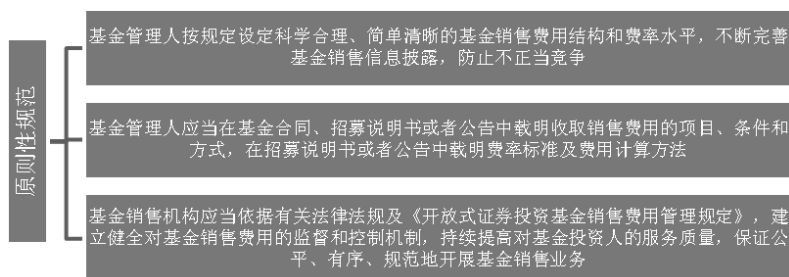 原则性规范
基金管理人按规定设定科学合理、简单清晰的基金销售费用结构和费率水平，不断完善
基金销售信息披露，防止不正当竞争
基金管理人应当在基金合同、招募说明书或者公告中载明收取销售费用的项目、条件和
方式，在招募说明书或者公告中载明费率标准及费用计算方法
基金销售机构应当依据有关法律法规及《开放式证券投资基金销售费用管理规定》，建
立健全对基金销售费用的监督和控制机制，持续提高对基金投资人的服务质量，保证公
平、有序、规范地开展基金销售业务